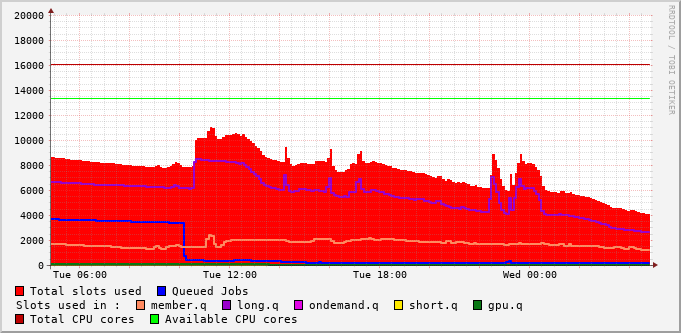 RRDTOOL / TOBI OETIKER
20000
18000
16000
14000
12000
10000
8000
6000
4000
2000
0
Tue 06:00 Tue 12:00 Tue 18:00 Wed 00:00
Total slots used Queued Jobs
Slots used in : member.q long.q ondemand.q short.q gpu.q
Total CPU cores Available CPU cores